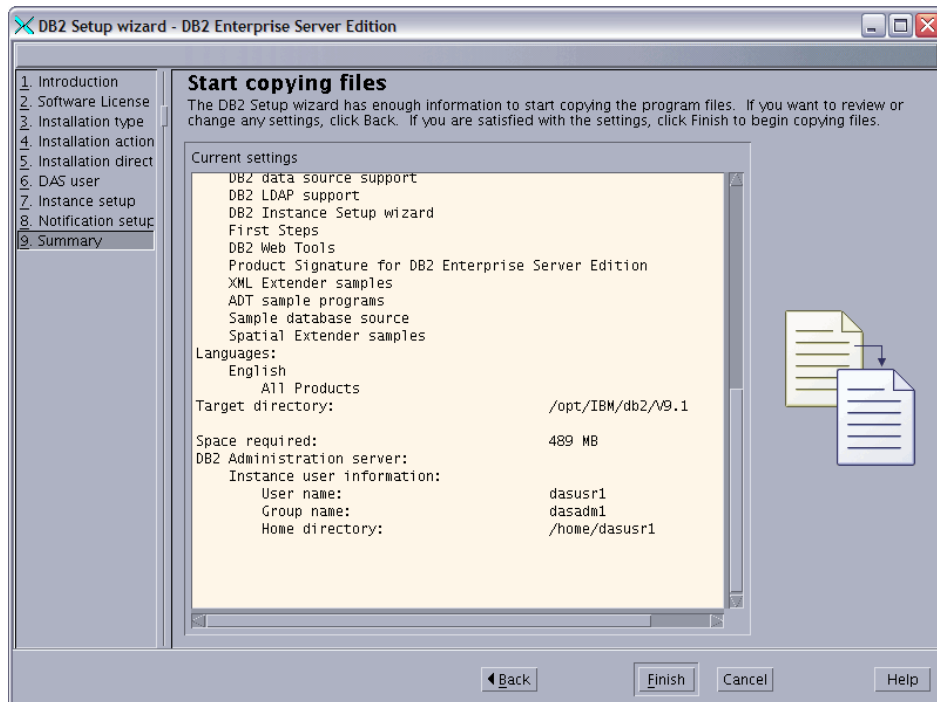 DB2 Setup wizard - DB2 Enterprise Server Edition
1. Introduction
2. Software License
3. Installation type
4. Installation action
5. Installation direct
6. DAS user
7. Instance setup
8. Notification setup
9. Summary
Start copying files
The DB2 Setup wizard has enough information to start copying the program files. If you want to review or
change any settings, click Back. If you are satisfied with the settings, click Finish to begin copying files.
Current settings
DB2 data source support
DB2 LDAP support
DB2 Instance Setup wizard
First Steps
DB2 Web Tools
Product Signature for DB2 Enterprise Server Edition
XML Extender samples
ADT sample programs
Sample database source
Spatial Extender samples
Languages:
English
All Products
Target directory: /opt/IBM/db2/V9.1
Space required: 489 MB
DB2 Administration server:
Instance user information:
User name: dasusr1
Group name: dasadm1
Home directory: /home/dasusr1
Back
Finish
Cancel
Help